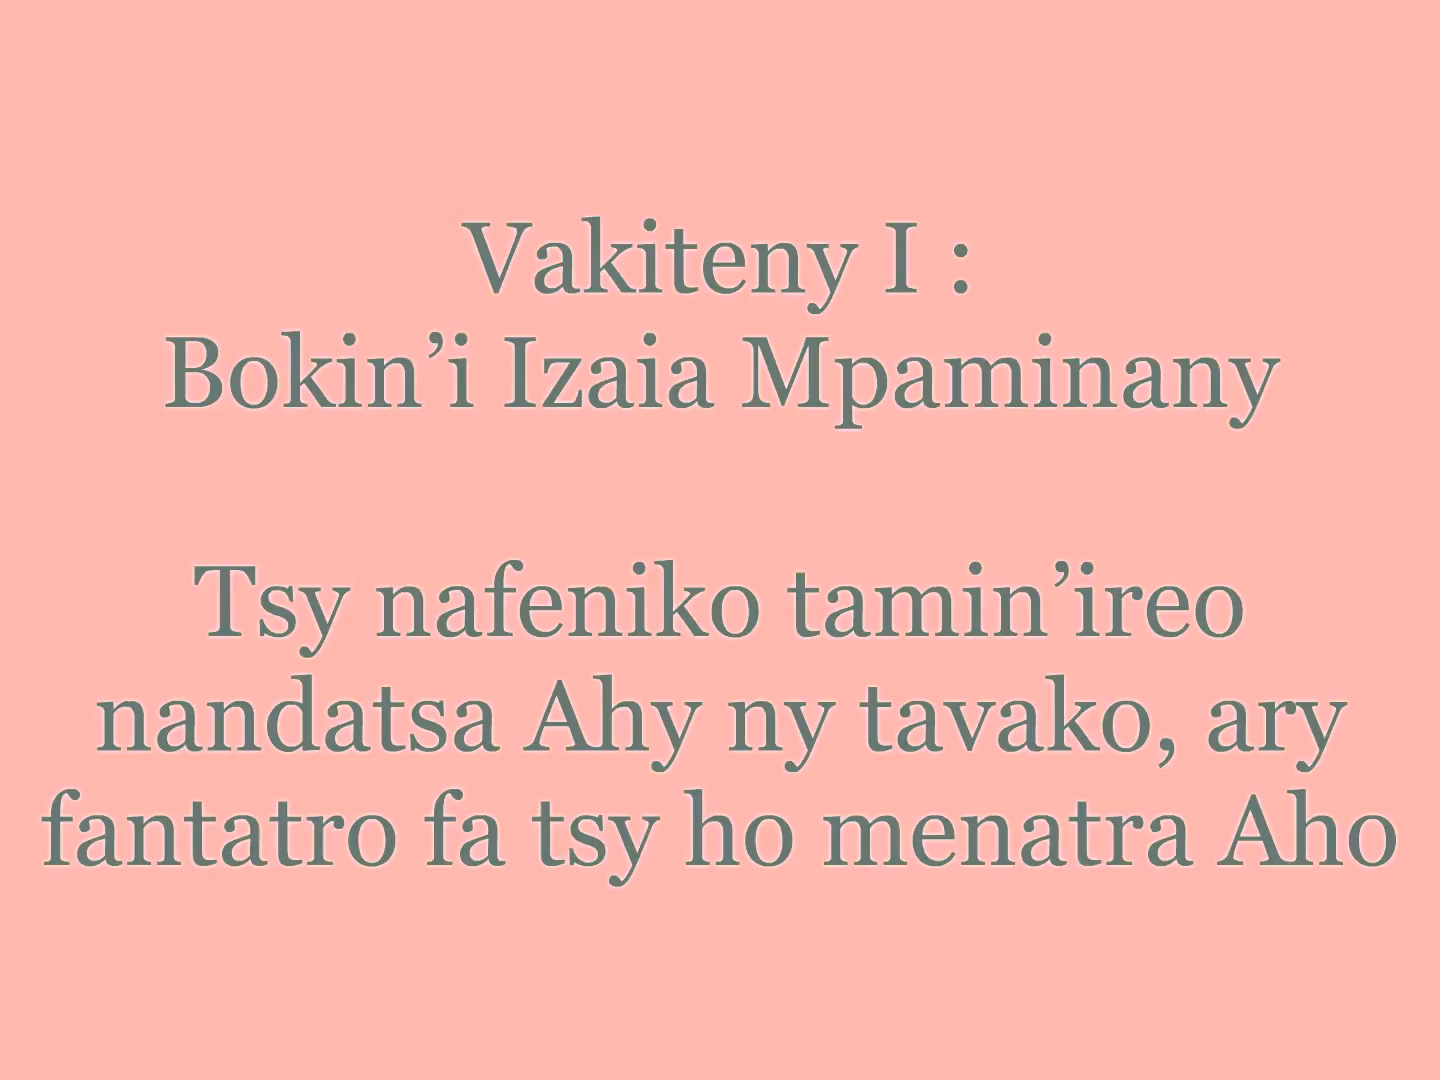 Vakiteny I :
Bokin’i Izaia Mpaminany
Tsy nafeniko tamin’ireo
nandatsa Ahy ny tavako, ary
fantatro fa tsy ho menatra Aho